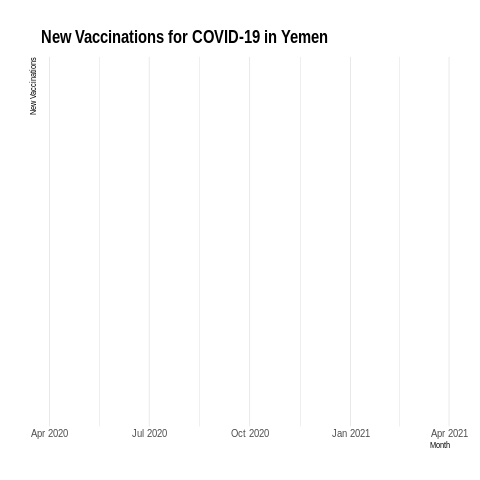 New Vaccinations for COVID-19 in Yemen
New Vaccinations
Apr 2020 Jul 2020 Oct 2020 Jan 2021 Apr 2021
Month